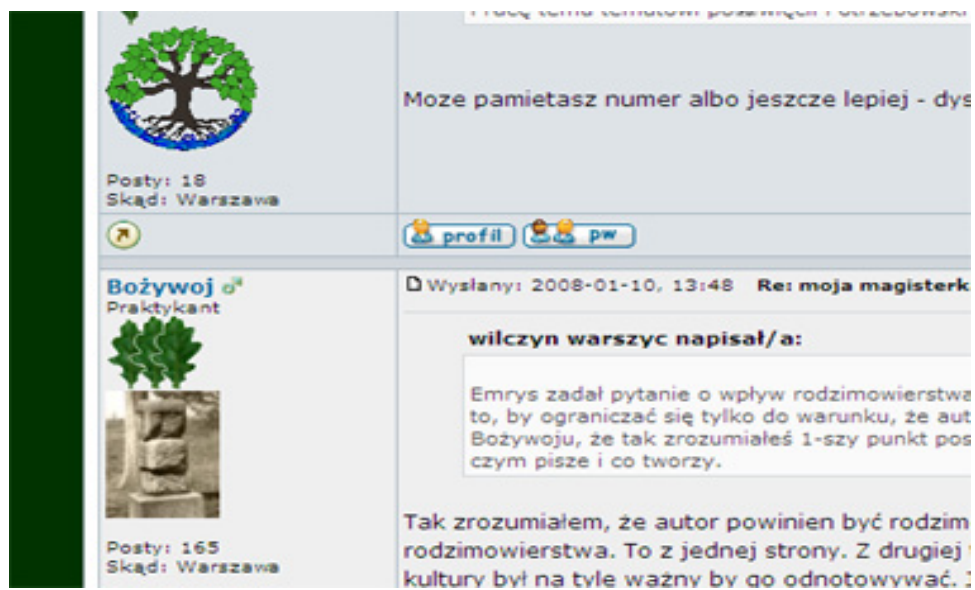 Moze pamietasz numer albo jeszcze lepiej - dys
Posty: 18
Skąd: Warszawa
profil pw
Bożywoj
Praktykant
Posty: 165
Skąd: Warszawa
Wysłany: 2008-01-10, 13:48 Re: moja magisterk
wilczyn warszyc napisał/a:
Emrys zadał pytanie o wpływ rodzimowierstwa
to, by ograniczać się tylko do warunku, że aut
Bożywoju, że tak zrozumiałeś 1-szy punkt pos
czym pisze i co tworzy.
Tak zrozumiałem, że autor powinien być rodzim
rodzimowierstwa. To z jednej strony. Z drugiej
kultury był na tyle ważny by go odnotowywać.